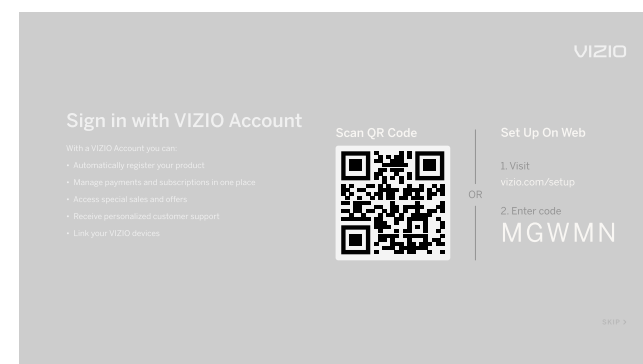 VIZIO
Sign in with VIZIO Account
With a VIZIO Account you can:
• Automatically register your product
• Manage payments and subscriptions in one place
• Access special sales and offers
• Receive personalized customer support
• Link your VIZIO devices
Scan QR Code
OR
Set Up On Web
1. Visit
vizio.com/setup
2. Enter code
MGWMN
SKIP >